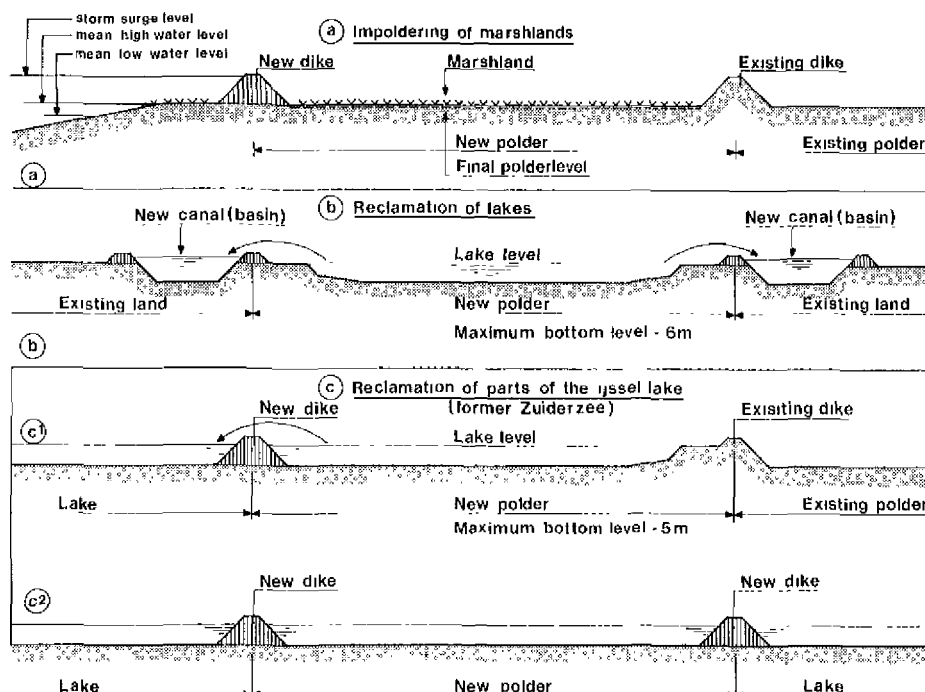 storm surge level
mean high water level
mean low water level
a Impoldering of marshlands
New dike
Marshland
Existing dike
New polder
Existing polder
Final polderlevel
a
b Reclamation of lakes
New canal (basin)
New canal (basin)
Lake level
Existing land
New polder
Existing land
Maximum bottom level - 6m
b
c Reclamation of parts of the ijssel lake
(former Zuiderzee)
New dike
Exisiting dike
c1
Lake level
Lake
New polder
Existing polder
Maximum bottom level - 5m
New dike
New dike
c2
Lake
New polder
Lake